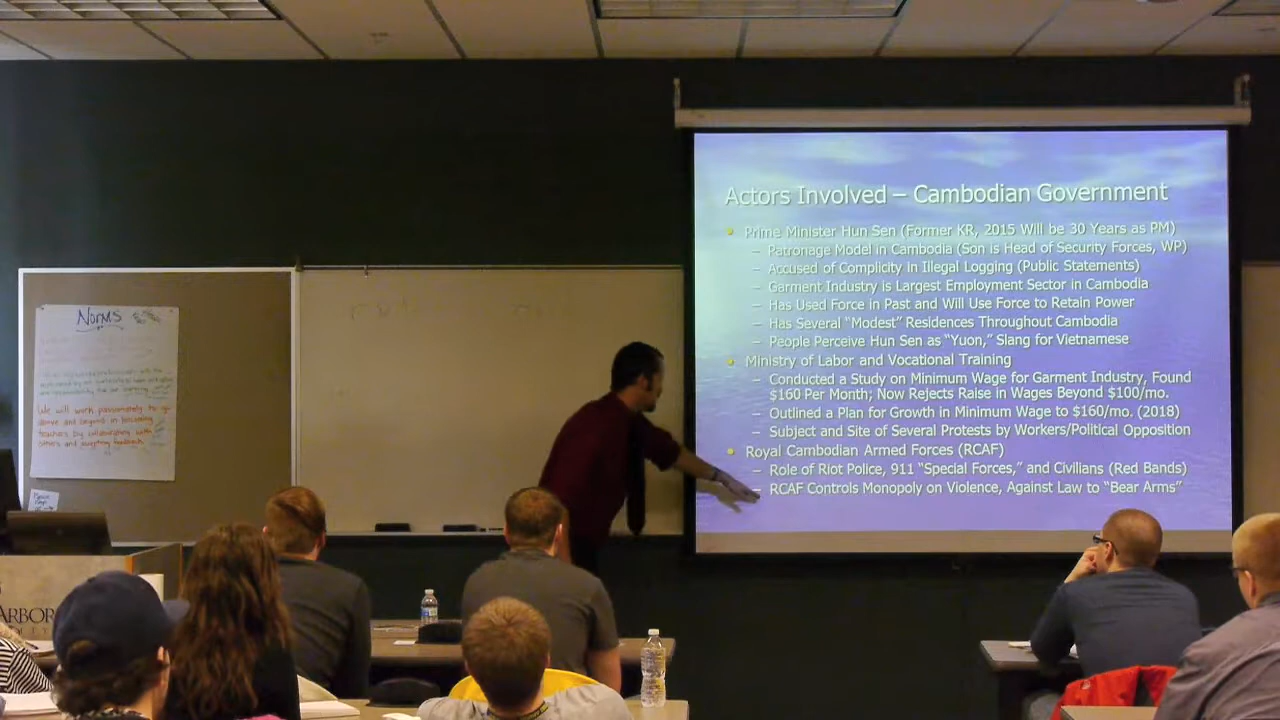 Actors Involved – Cambodian Government
Prime Minister Hun Sen (Former KR, 2015 Will be 30 Years as PM)
– Patronage Model in Cambodia (Son is Head of Security Forces, WP)
– Accused of Complicity in Illegal Logging (Public Statements)
– Garment Industry is Largest Employment Sector in Cambodia
– Has Used Force in Past and Will Use Force to Retain Power
– Has Several "Modest" Residences Throughout Cambodia
– People Perceive Hun Sen as "Yuon," Slang for Vietnamese
Ministry of Labor and Vocational Training
– Conducted a Study on Minimum Wage for Garment Industry, Found
$160 Per Month; Now Rejects Raise in Wages Beyond $100/mo.
– Outlined a Plan for Growth in Minimum Wage to $160/mo. (2018)
– Subject and Site of Several Protests by Workers/Political Opposition
Royal Cambodian Armed Forces (RCAF)
– Role of Riot Police, 911 "Special Forces," and Civilians (Red Bands)
– RCAF Controls Monopoly on Violence, Against Law to "Bear Arms"
Norms
We will work passionately to go
above and beyond in becoming
teachers by collaborating with
others and accepting feedback.
ARBOR